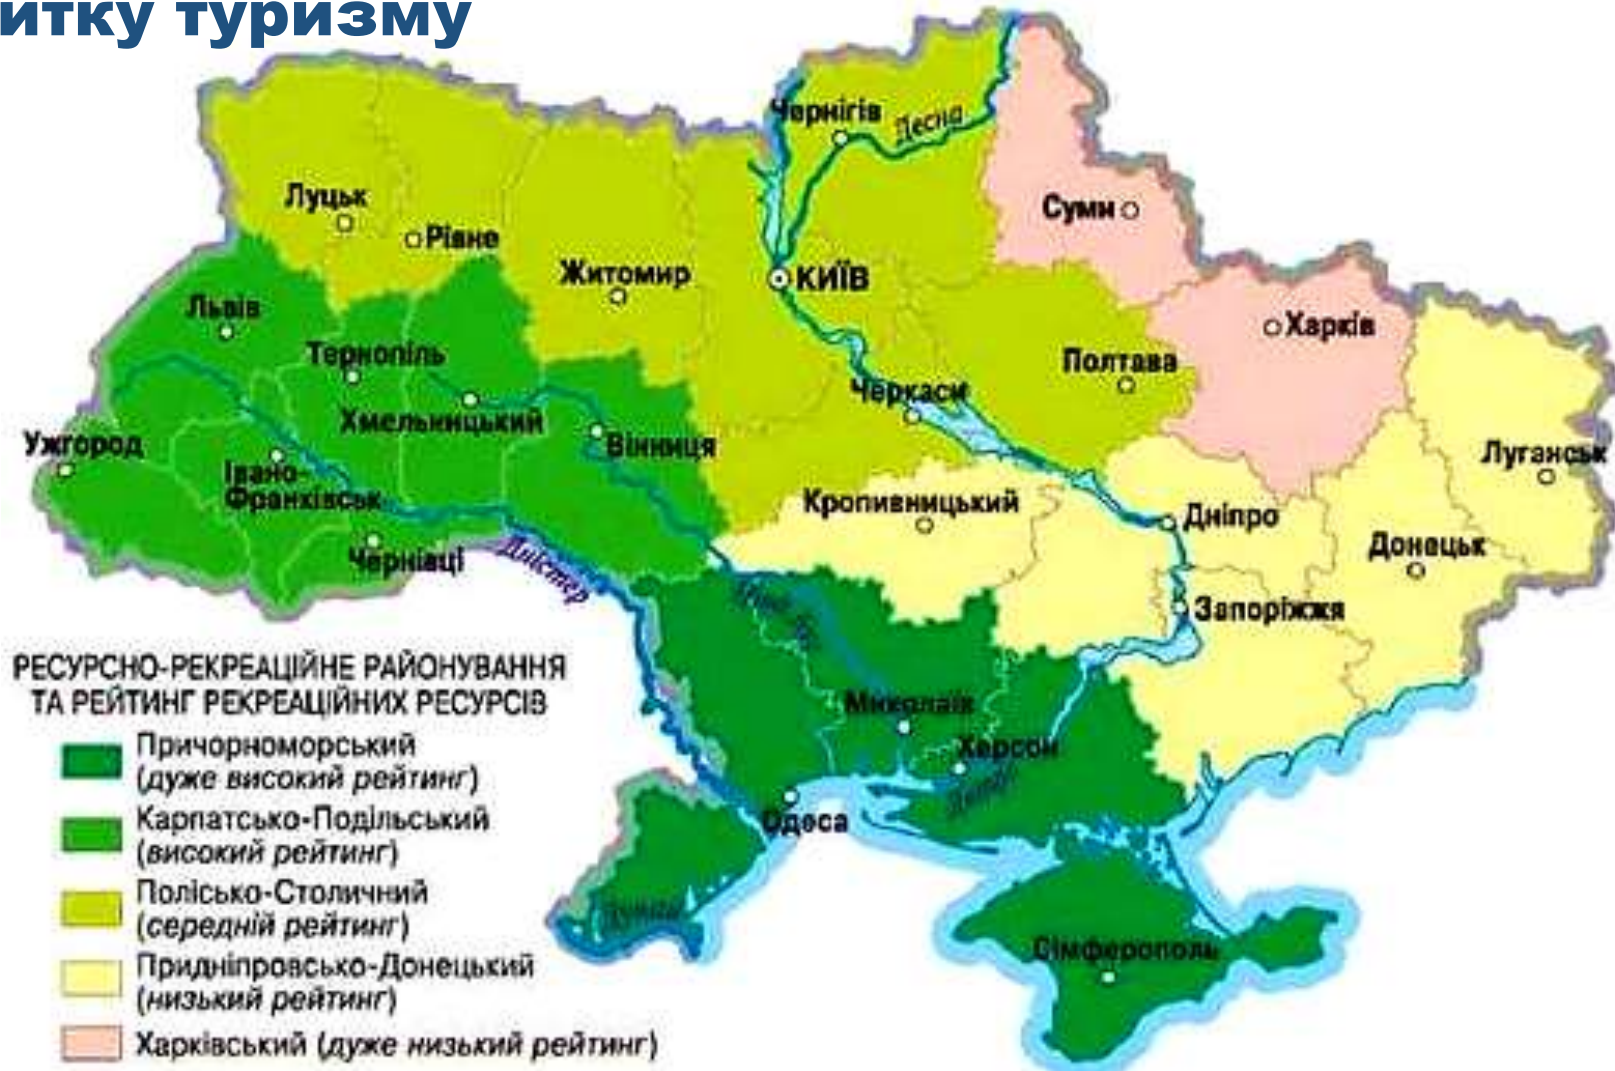 итку туризму
Чернігів
Десна
Луцьк
Рівне
Суми
Житомир
КИЇВ
Львів
Харків
Тернопіль
Полтава
Черкаси
Хмельницький
Ужгород
Вінниця
Луганськ
Івано-
Франківськ
Кропивницький
Дніпро
Чернівці
Донецьк
Дністер
Запоріжжя
Миколаїв
Херсон
Дніпро
Одеса
Дунай
Сімферополь
РЕСУРСНО-РЕКРЕАЦІЙНЕ РАЙОНУВАННЯ
ТА РЕЙТИНГ РЕКРЕАЦІЙНИХ РЕСУРСІВ
Причорноморський
(дуже високий рейтинг)
Карпатсько-Подільський
(високий рейтинг)
Полісько-Столичний
(середній рейтинг)
Придніпровсько-Донецький
(низький рейтинг)
Харківський (дуже низький рейтинг)